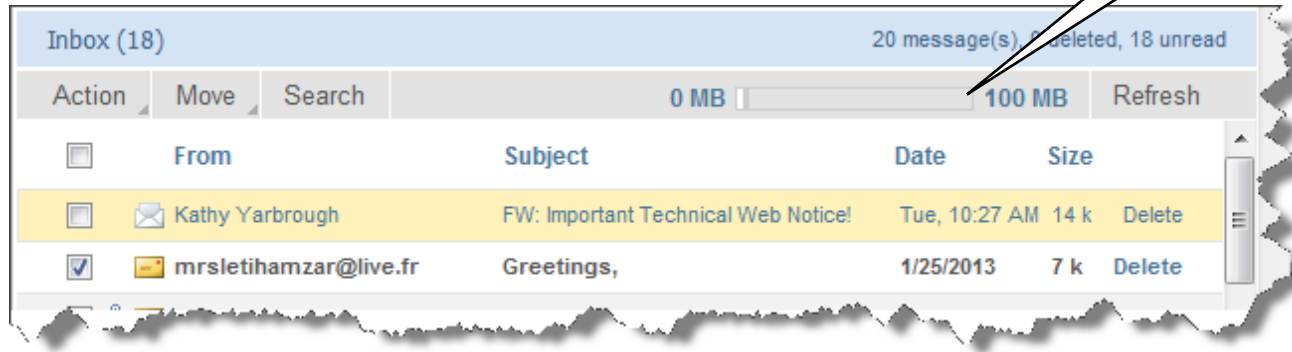 Inbox (18) 20 message(s), 0 deleted, 18 unread
Action Move Search 0 MB 100 MB Refresh
From Subject Date Size
Kathy Yarbrough FW: Important Technical Web Notice! Tue, 10:27 AM 14 k Delete
mrsletihamzar@live.fr Greetings, 1/25/2013 7 k Delete